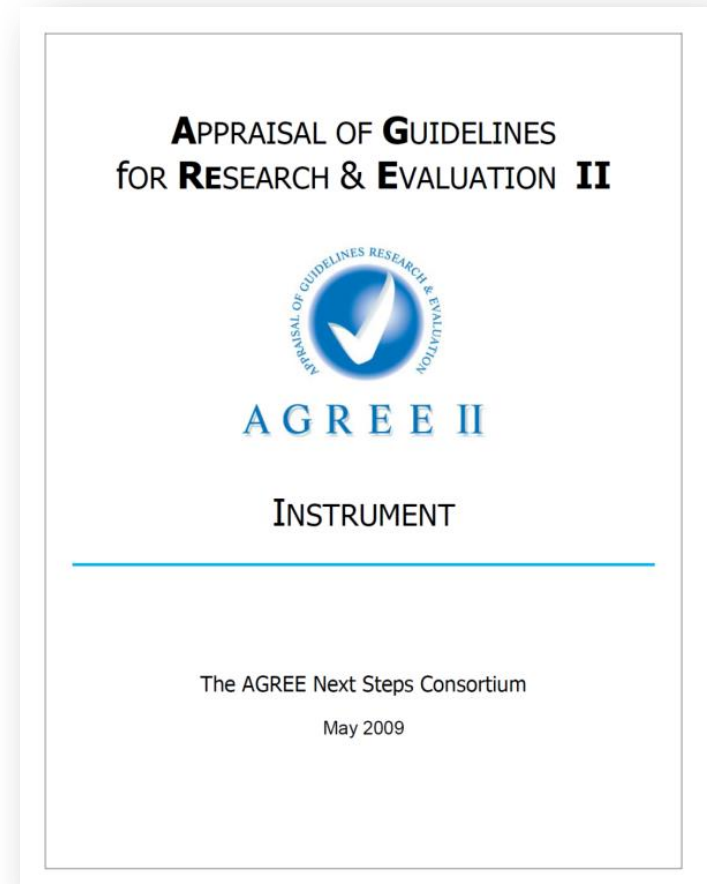 APPRAISAL OF GUIDELINES
fOR RESEARCH & EVALUATION II
APPRAISAL OF GUIDELINES RESEARCH & EVALUATION
AGREE II
INSTRUMENT
The AGREE Next Steps Consortium
May 2009